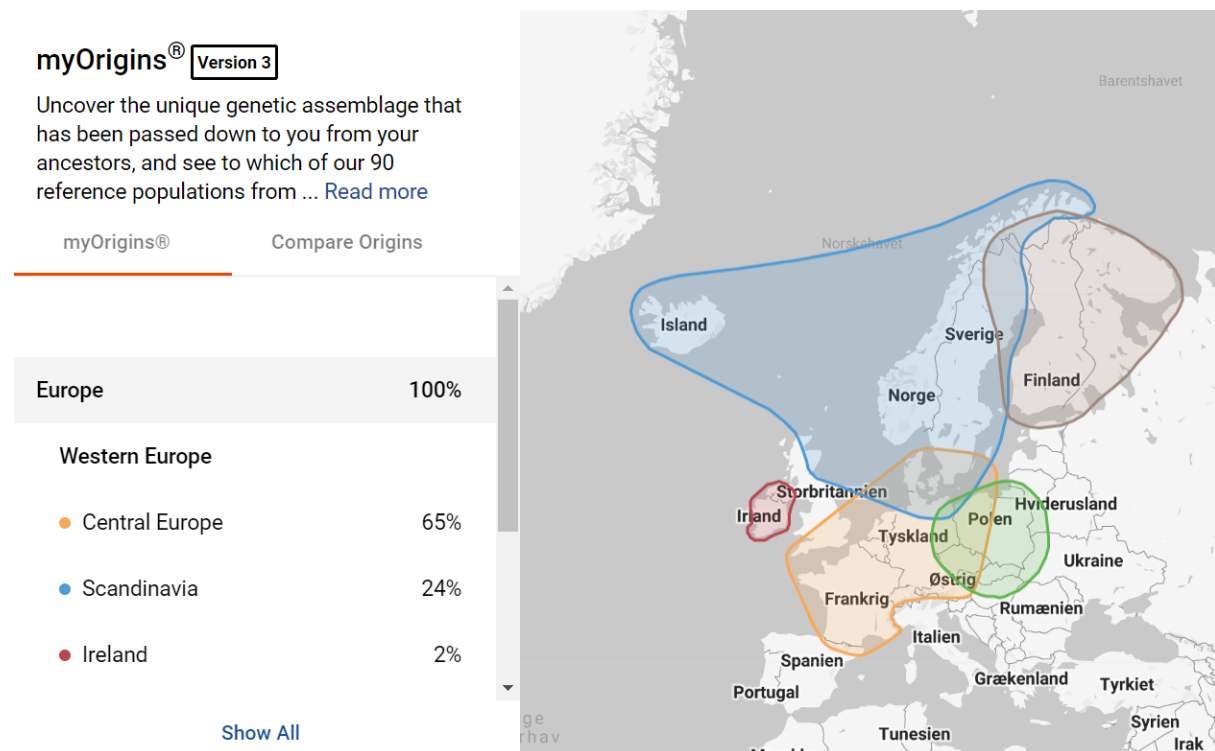 myOrigins® Version 3
Uncover the unique genetic assemblage that
has been passed down to you from your
ancestors, and see to which of our 90
reference populations from ... Read more
myOrigins®
Compare Origins
Europe 100%
Western Europe
Central Europe 65%
Scandinavia 24%
Ireland 2%
Show All
Barentshavet
Norskehavet
Island
Sverige
Finland
Norge
Storbritannien
Irland
Polen
Hviderusland
Tyskland
Ukraine
Østrig
Frankrig
Rumænien
Italien
Spanien
Grækenland
Tyrkiet
Portugal
Syrien
Tunesien
Irak